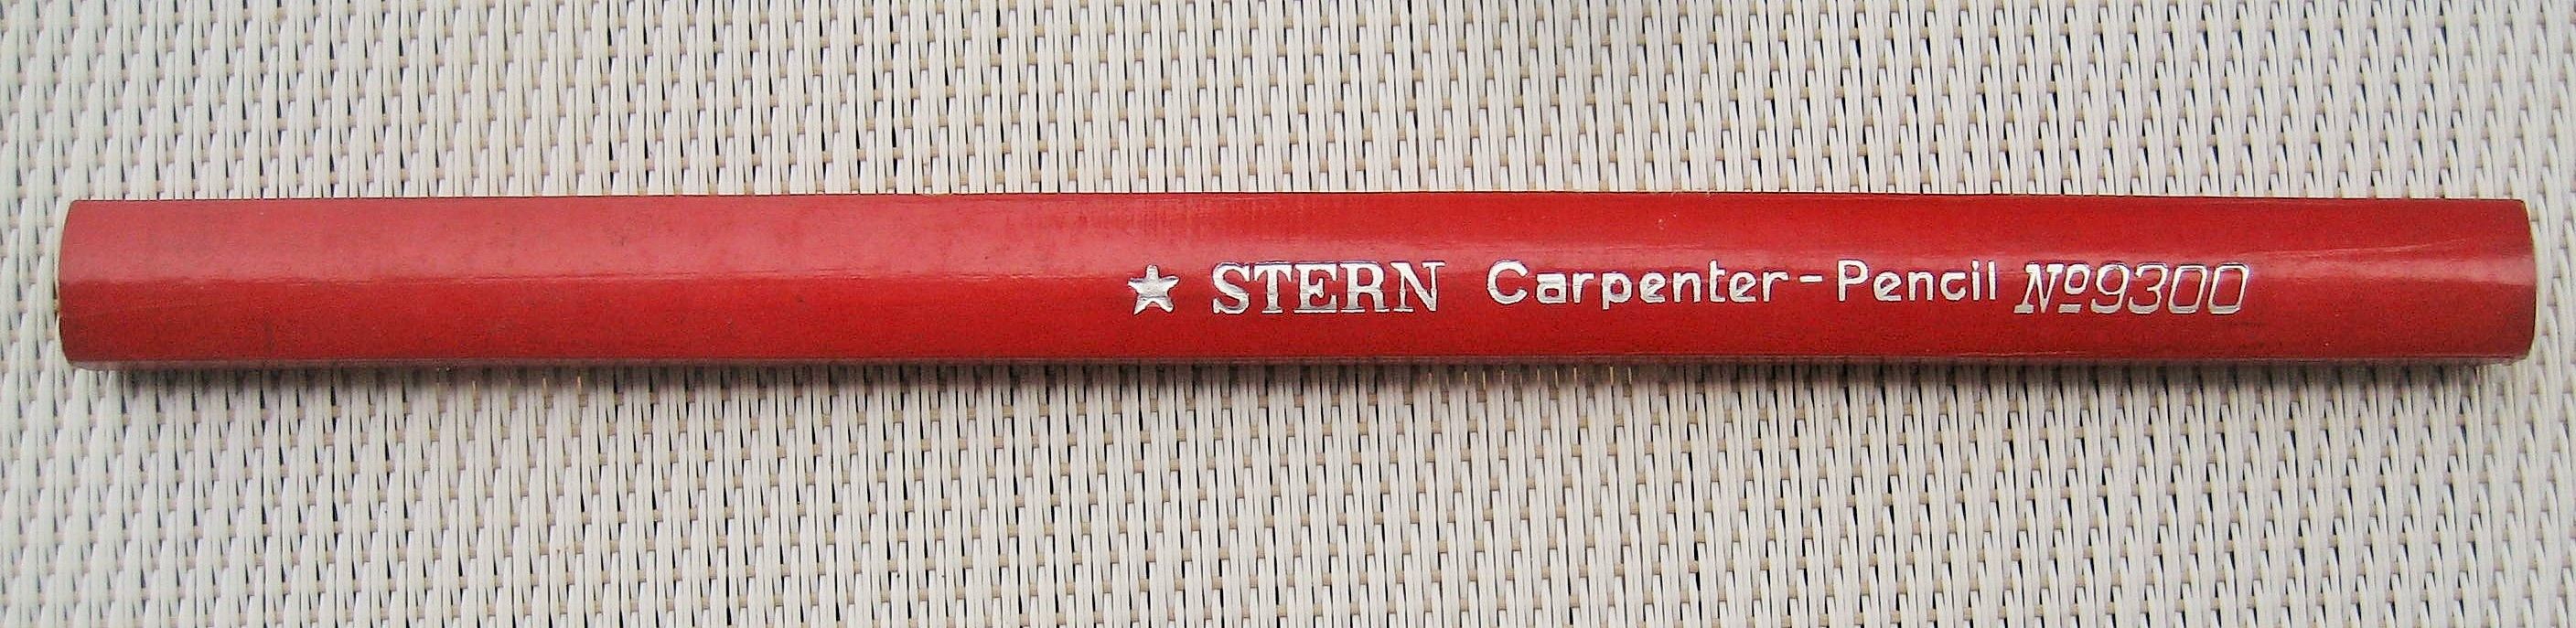 ★ STERN Carpenter-Pencil Nº9300